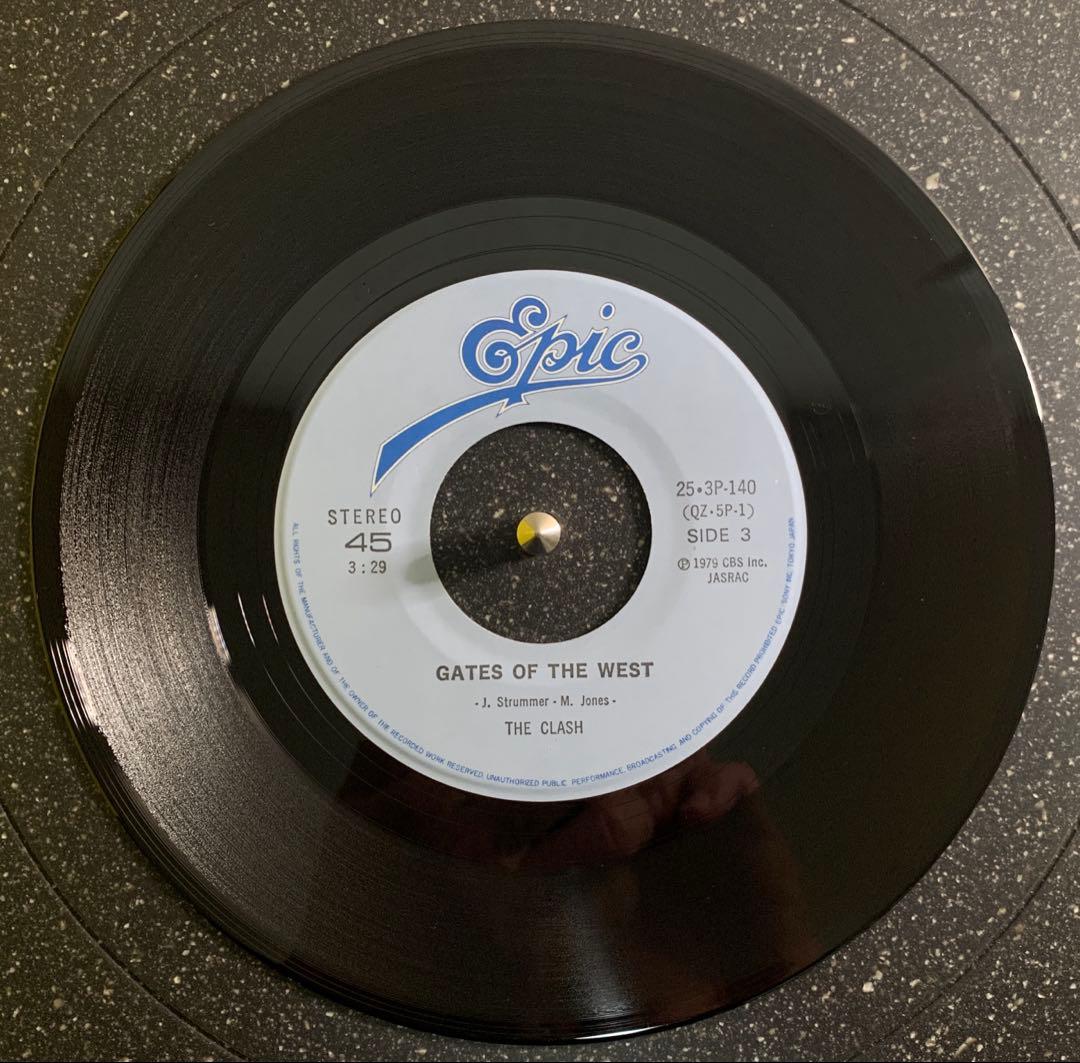 Epic
STEREO
45
3:29
25•3P-140
(QZ•5P-1)
SIDE 3
Ⓟ 1979 CBS Inc.
JASRAC
GATES OF THE WEST
- J. Strummer - M. Jones -
THE CLASH
ALL RIGHTS OF THE MANUFACTURER AND OF THE OWNER OF THE RECORDED WORK RESERVED. UNAUTHORIZED PUBLIC PERFORMANCE. BROADCASTING AND COPYING OF THIS RECORD PROHIBITED EPIC/SONY INC. TOKYO JAPAN